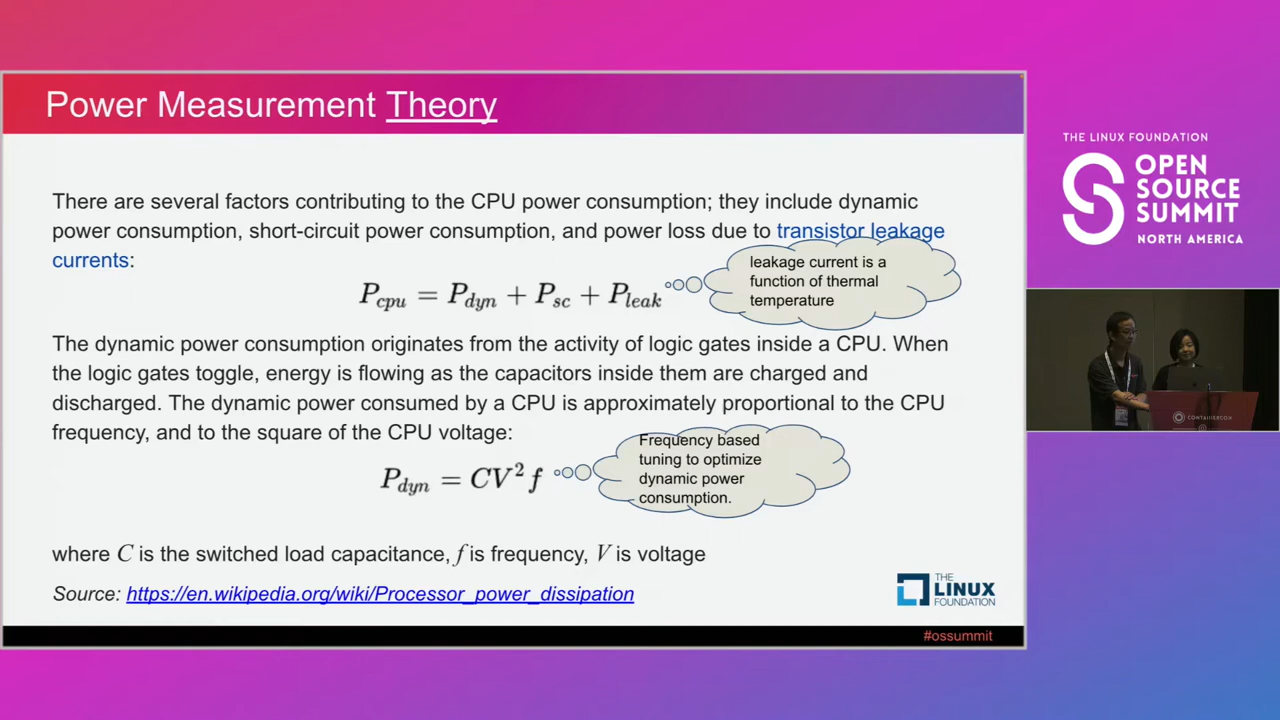 Power Measurement Theory
There are several factors contributing to the CPU power consumption; they include dynamic
power consumption, short-circuit power consumption, and power loss due to transistor leakage
currents:
P_cpu = P_dyn + P_sc + P_leak
leakage current is a
function of thermal
temperature
The dynamic power consumption originates from the activity of logic gates inside a CPU. When
the logic gates toggle, energy is flowing as the capacitors inside them are charged and
discharged. The dynamic power consumed by a CPU is approximately proportional to the CPU
frequency, and to the square of the CPU voltage:
P_dyn = CV² f
Frequency based
tuning to optimize
dynamic power
consumption.
where C is the switched load capacitance, f is frequency, V is voltage
Source: https://en.wikipedia.org/wiki/Processor_power_dissipation
THE
LINUX
FOUNDATION
#ossummit
THE LINUX FOUNDATION
OPEN
SOURCE
SUMMIT
NORTH AMERICA
CONTAINERCON